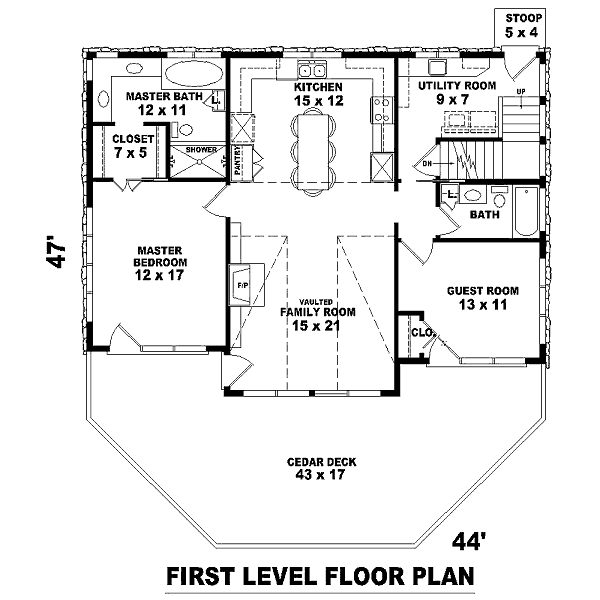 STOOP
5 x 4
KITCHEN
15 x 12
UTILITY ROOM
9 x 7
UP
MASTER BATH
12 x 11
L.
CLOSET
7 x 5
SHOWER
PANTRY
DN
L.
BATH
MASTER
BEDROOM
12 x 17
47'
F/P
VAULTED
FAMILY ROOM
15 x 21
GUEST ROOM
13 x 11
CLO.
CEDAR DECK
43 x 17
44'
FIRST LEVEL FLOOR PLAN